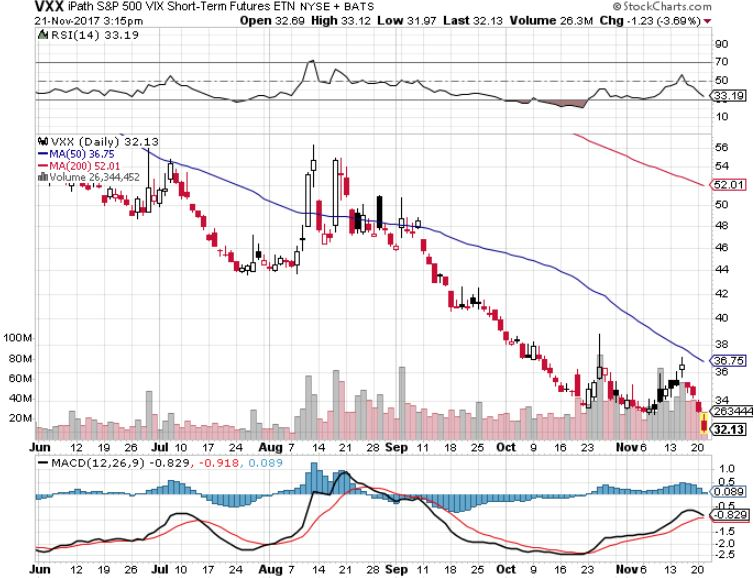 VXX iPath S&P 500 VIX Short-Term Futures ETN NYSE + BATS © StockCharts.com
21-Nov-2017 3:15pm Open 32.69 High 33.12 Low 31.97 Last 32.13 Volume 26.3M Chg -1.23 (-3.69%)
RSI(14) 33.19
90
70
50
33.19
10
VXX (Daily) 32.13
MA(50) 36.75
MA(200) 52.01
Volume 26,344,452
56
54
52.01
50
48
46
44
42
40
38
36.75
36
34
263444
32.13
100M
80M
60M
40M
20M
Jun 5 12 19 26 Jul 10 17 24 Aug 7 14 21 28 Sep 11 18 25 Oct 9 16 23 Nov 6 13 20
MACD(12,26,9) -0.829, -0.918, 0.089
1.0
0.5
0.089
-0.5
-0.829
-1.5
-2.0
-2.5
Jun 5 12 19 26 Jul 10 17 24 Aug 7 14 21 28 Sep 11 18 25 Oct 9 16 23 Nov 6 13 20